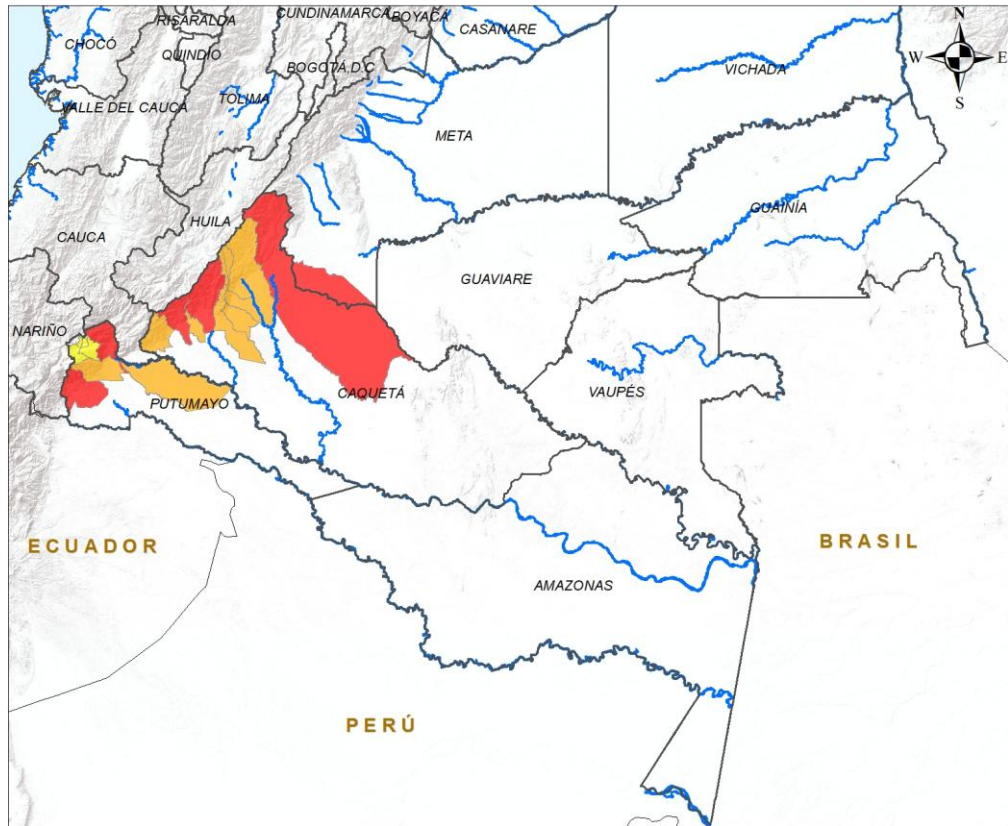 CUNDINAMARCA
BOYACÁ
RISARALDA
CASANARE
N
CHOCÓ
QUINDIO
W
E
BOGOTÁ D.C
VICHADA
VALLE DEL CAUCA
TOLIMA
S
META
GUAINÍA
HUILA
CAUCA
GUAVIARE
NARIÑO
CAQUETÁ
VAUPÉS
PUTUMAYO
ECUADOR
BRASIL
AMAZONAS
PERÚ